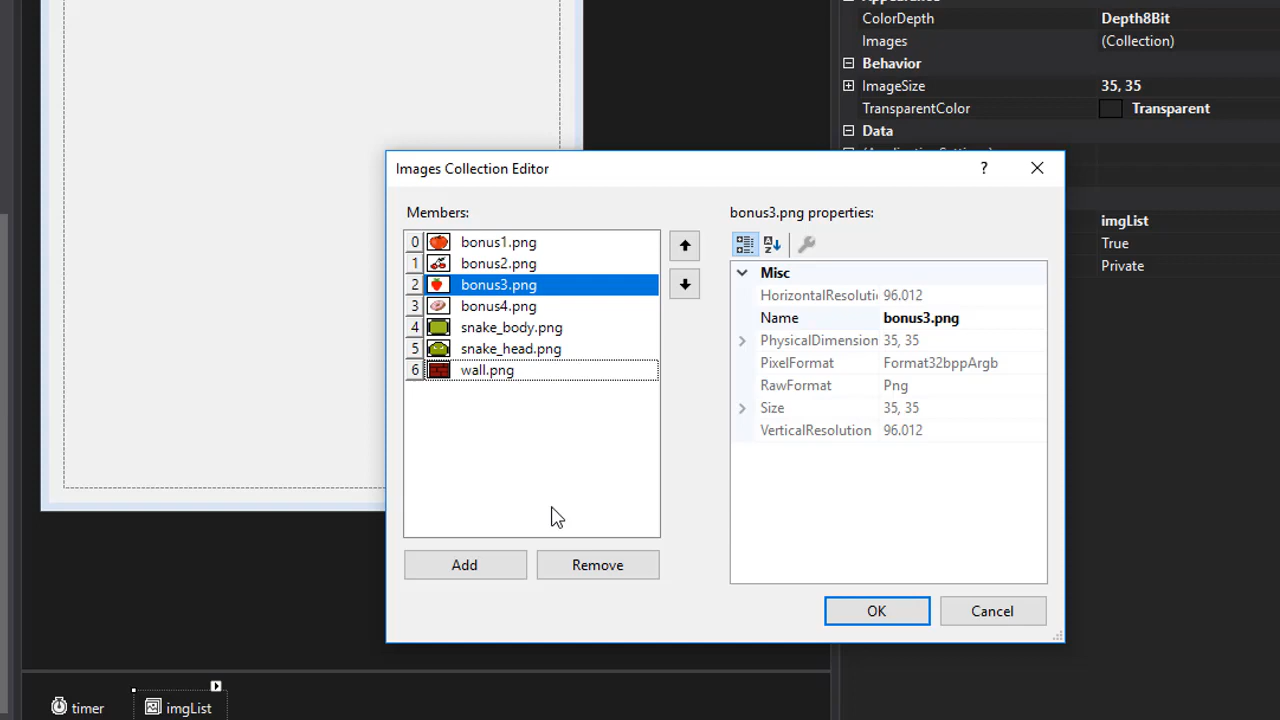 Appearance
ColorDepth Depth8Bit
Images (Collection)
Behavior
ImageSize 35, 35
TransparentColor Transparent
Data
imgList
True
Private
Images Collection Editor ?
Members:
0 bonus1.png
1 bonus2.png
2 bonus3.png
3 bonus4.png
4 snake_body.png
5 snake_head.png
6 wall.png
Add Remove
bonus3.png properties:
Misc
HorizontalResoluti 96.012
Name bonus3.png
PhysicalDimension 35, 35
PixelFormat Format32bppArgb
RawFormat Png
Size 35, 35
VerticalResolution 96.012
OK Cancel
timer imgList